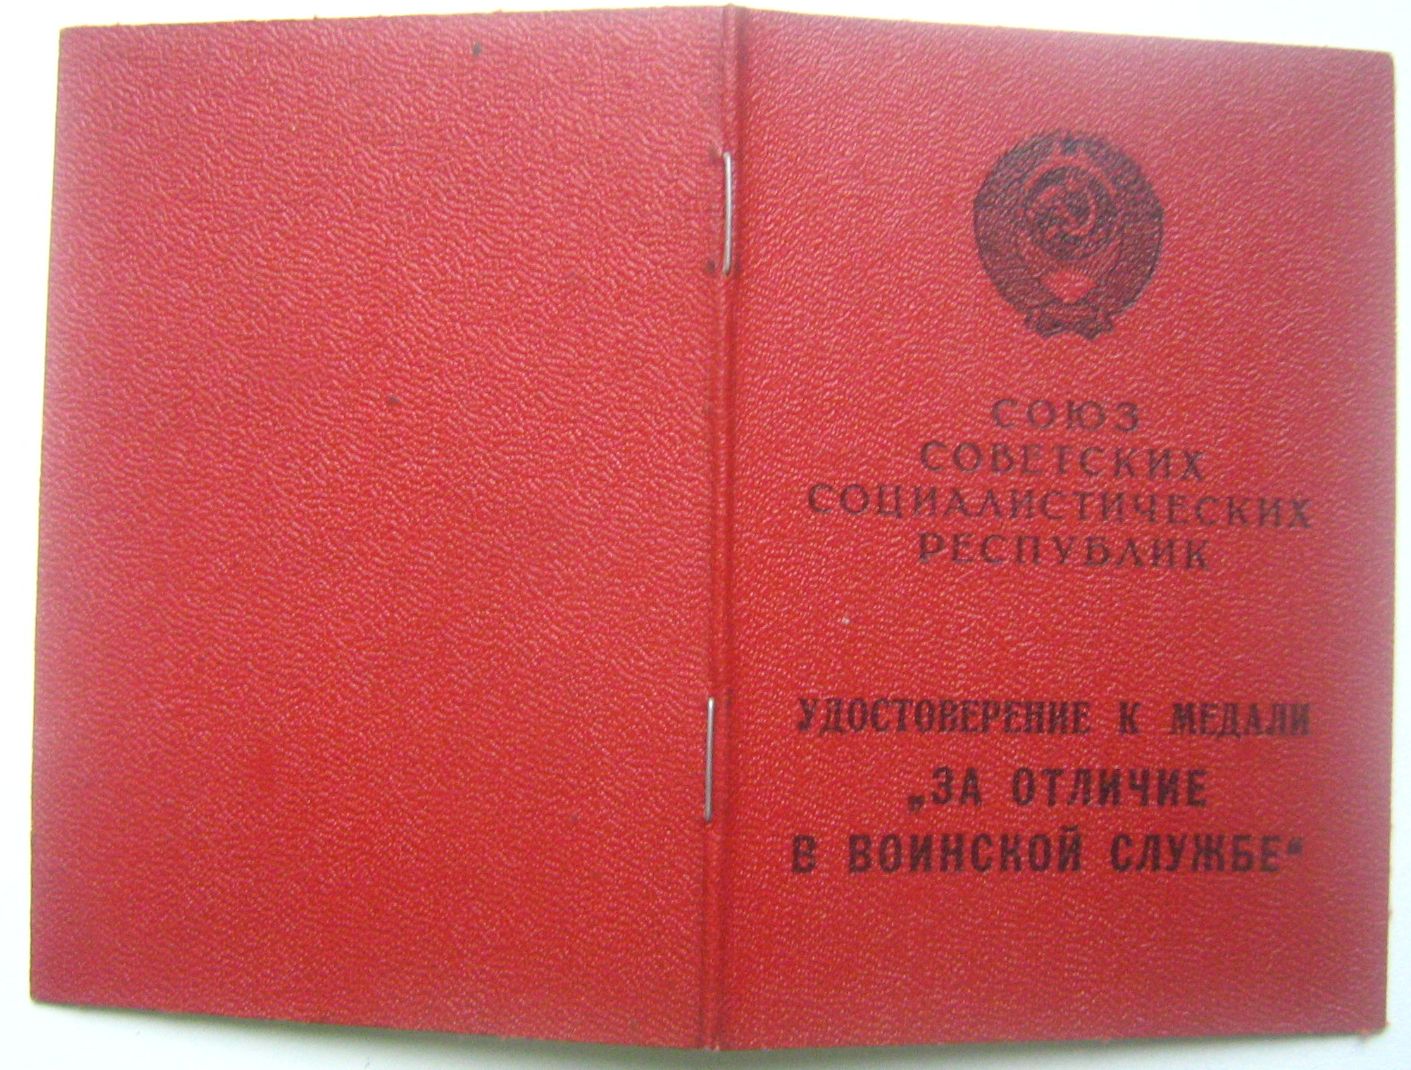 СОЮЗ
СОВЕТСКИХ
СОЦИАЛИСТИЧЕСКИХ
РЕСПУБЛИК
УДОСТОВЕРЕНИЕ К МЕДАЛИ
„ЗА ОТЛИЧИЕ
В ВОИНСКОЙ СЛУЖБЕ“